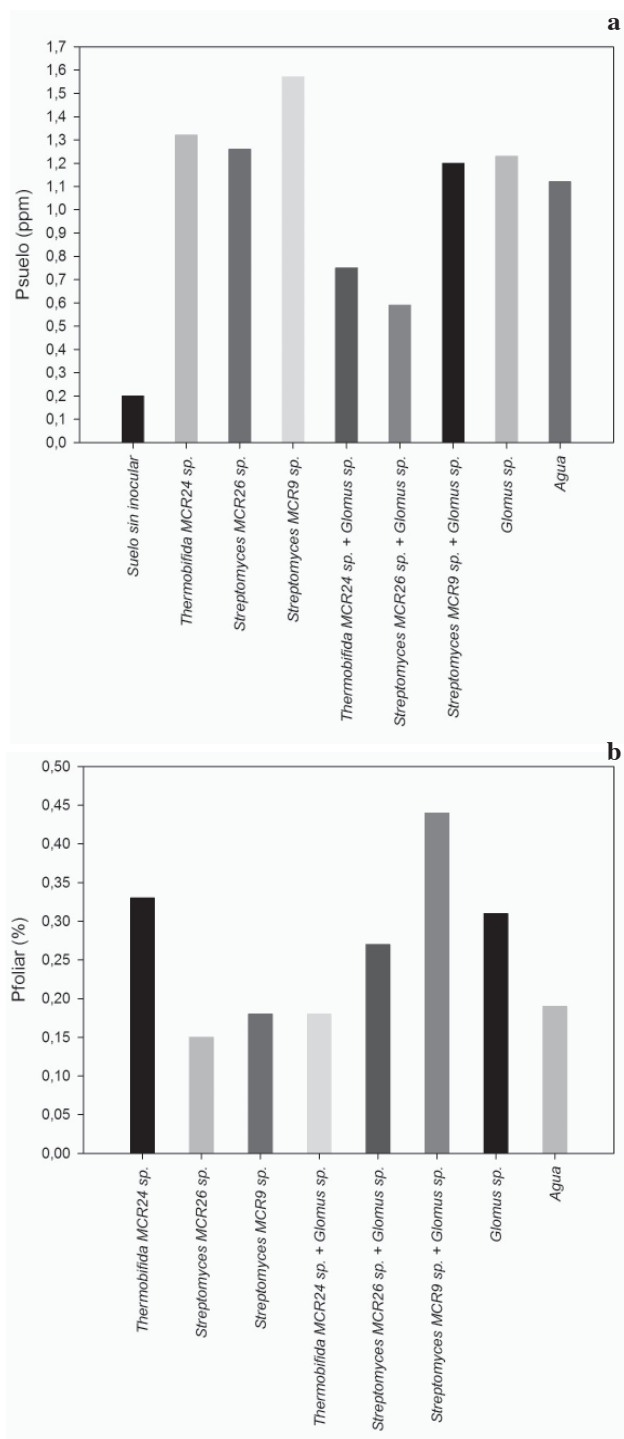 a
Psuelo (ppm)
1,7
1,6
1,5
1,4
1,3
1,2
1,1
1,0
0,9
0,8
0,7
0,6
0,5
0,4
0,3
0,2
0,1
0,0
Suelo sin inocular
Thermobifida MCR24 sp.
Streptomyces MCR26 sp.
Streptomyces MCR9 sp.
Thermobifida MCR24 sp. + Glomus sp.
Streptomyces MCR26 sp. + Glomus sp.
Streptomyces MCR9 sp. + Glomus sp.
Glomus sp.
Agua
b
Pfoliar (%)
0,50
0,45
0,40
0,35
0,30
0,25
0,20
0,15
0,10
0,05
0,00
Thermobifida MCR24 sp.
Streptomyces MCR26 sp.
Streptomyces MCR9 sp.
Thermobifida MCR24 sp. + Glomus sp.
Streptomyces MCR26 sp. + Glomus sp.
Streptomyces MCR9 sp. + Glomus sp.
Glomus sp.
Agua